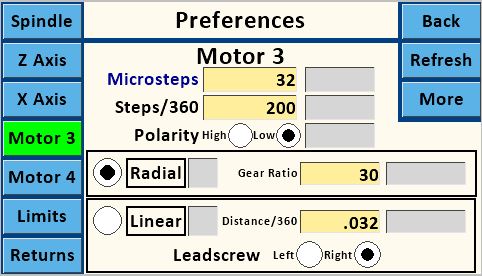 Spindle Preferences Back
Z Axis Motor 3 Refresh
Microsteps 32
X Axis Steps/360 200 More
Motor 3 Polarity High Low
Motor 4 Radial Gear Ratio 30
Limits Linear Distance/360 .032
Returns Leadscrew Left Right